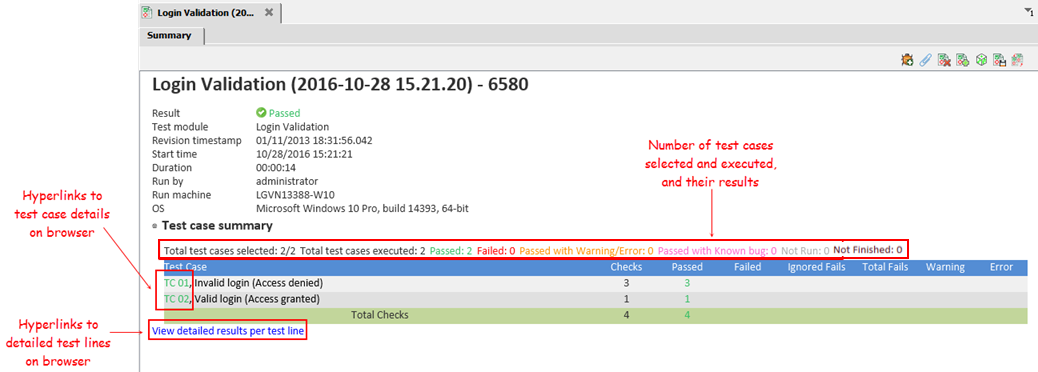 Login Validation (20...
1
Summary
Login Validation (2016-10-28 15.21.20) - 6580
Result Passed
Test module Login Validation
Revision timestamp 01/11/2013 18:31:56.042
Start time 10/28/2016 15:21:21
Duration 00:00:14
Run by administrator
Run machine LGVN13388-W10
OS Microsoft Windows 10 Pro, build 14393, 64-bit
Number of test cases
selected and executed,
and their results
Hyperlinks to
test case details
on browser
Test case summary
Total test cases selected: 2/2 Total test cases executed: 2 Passed: 2 Failed: 0 Passed with Warning/Error: 0 Passed with Known bug: 0 Not Run: 0 Not Finished: 0
Test Case Checks Passed Failed Ignored Fails Total Fails Warning Error
TC 01, Invalid login (Access denied) 3 3
TC 02, Valid login (Access granted) 1 1
Total Checks 4 4
View detailed results per test line
Hyperlinks to
detailed test lines
on browser